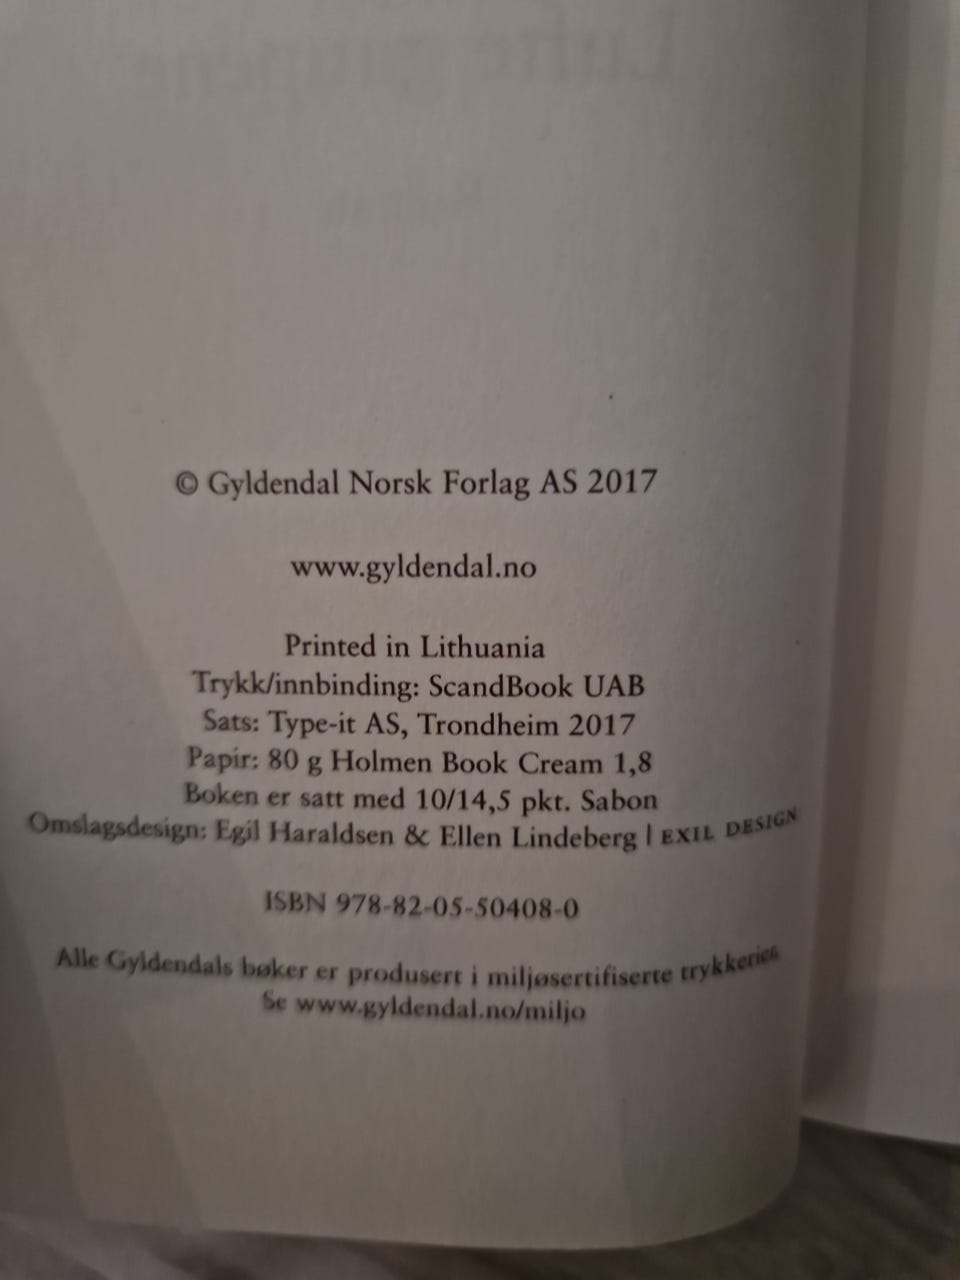 © Gyldendal Norsk Forlag AS 2017
www.gyldendal.no
Printed in Lithuania
Trykk/innbinding: ScandBook UAB
Sats: Type-it AS, Trondheim 2017
Papir: 80 g Holmen Book Cream 1,8
Boken er satt med 10/14,5 pkt. Sabon
Omslagsdesign: Egil Haraldsen & Ellen Lindeberg | EXIL DESIGN
ISBN 978-82-05-50408-0
Alle Gyldendals bøker er produsert i miljøsertifiserte trykkerier.
Se www.gyldendal.no/miljo